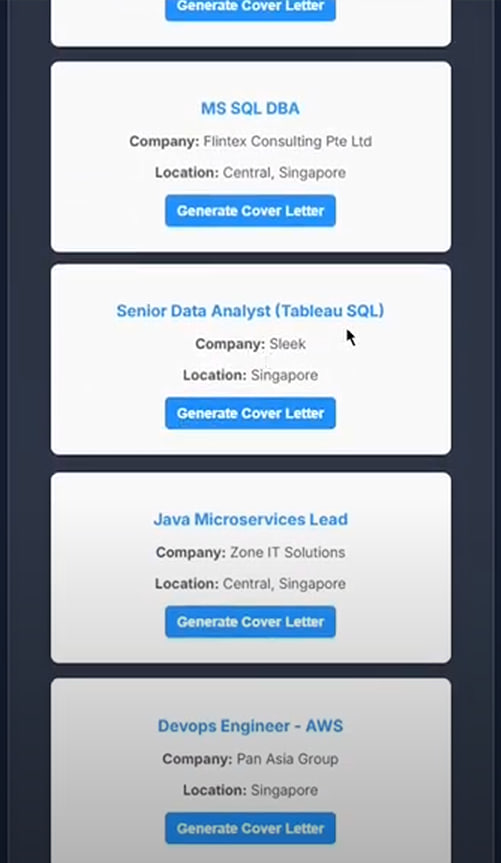 Generate Cover Letter
MS SQL DBA
Company: Flintex Consulting Pte Ltd
Location: Central, Singapore
Generate Cover Letter
Senior Data Analyst (Tableau SQL)
Company: Sleek
Location: Singapore
Generate Cover Letter
Java Microservices Lead
Company: Zone IT Solutions
Location: Central, Singapore
Generate Cover Letter
Devops Engineer - AWS
Company: Pan Asia Group
Location: Singapore
Generate Cover Letter